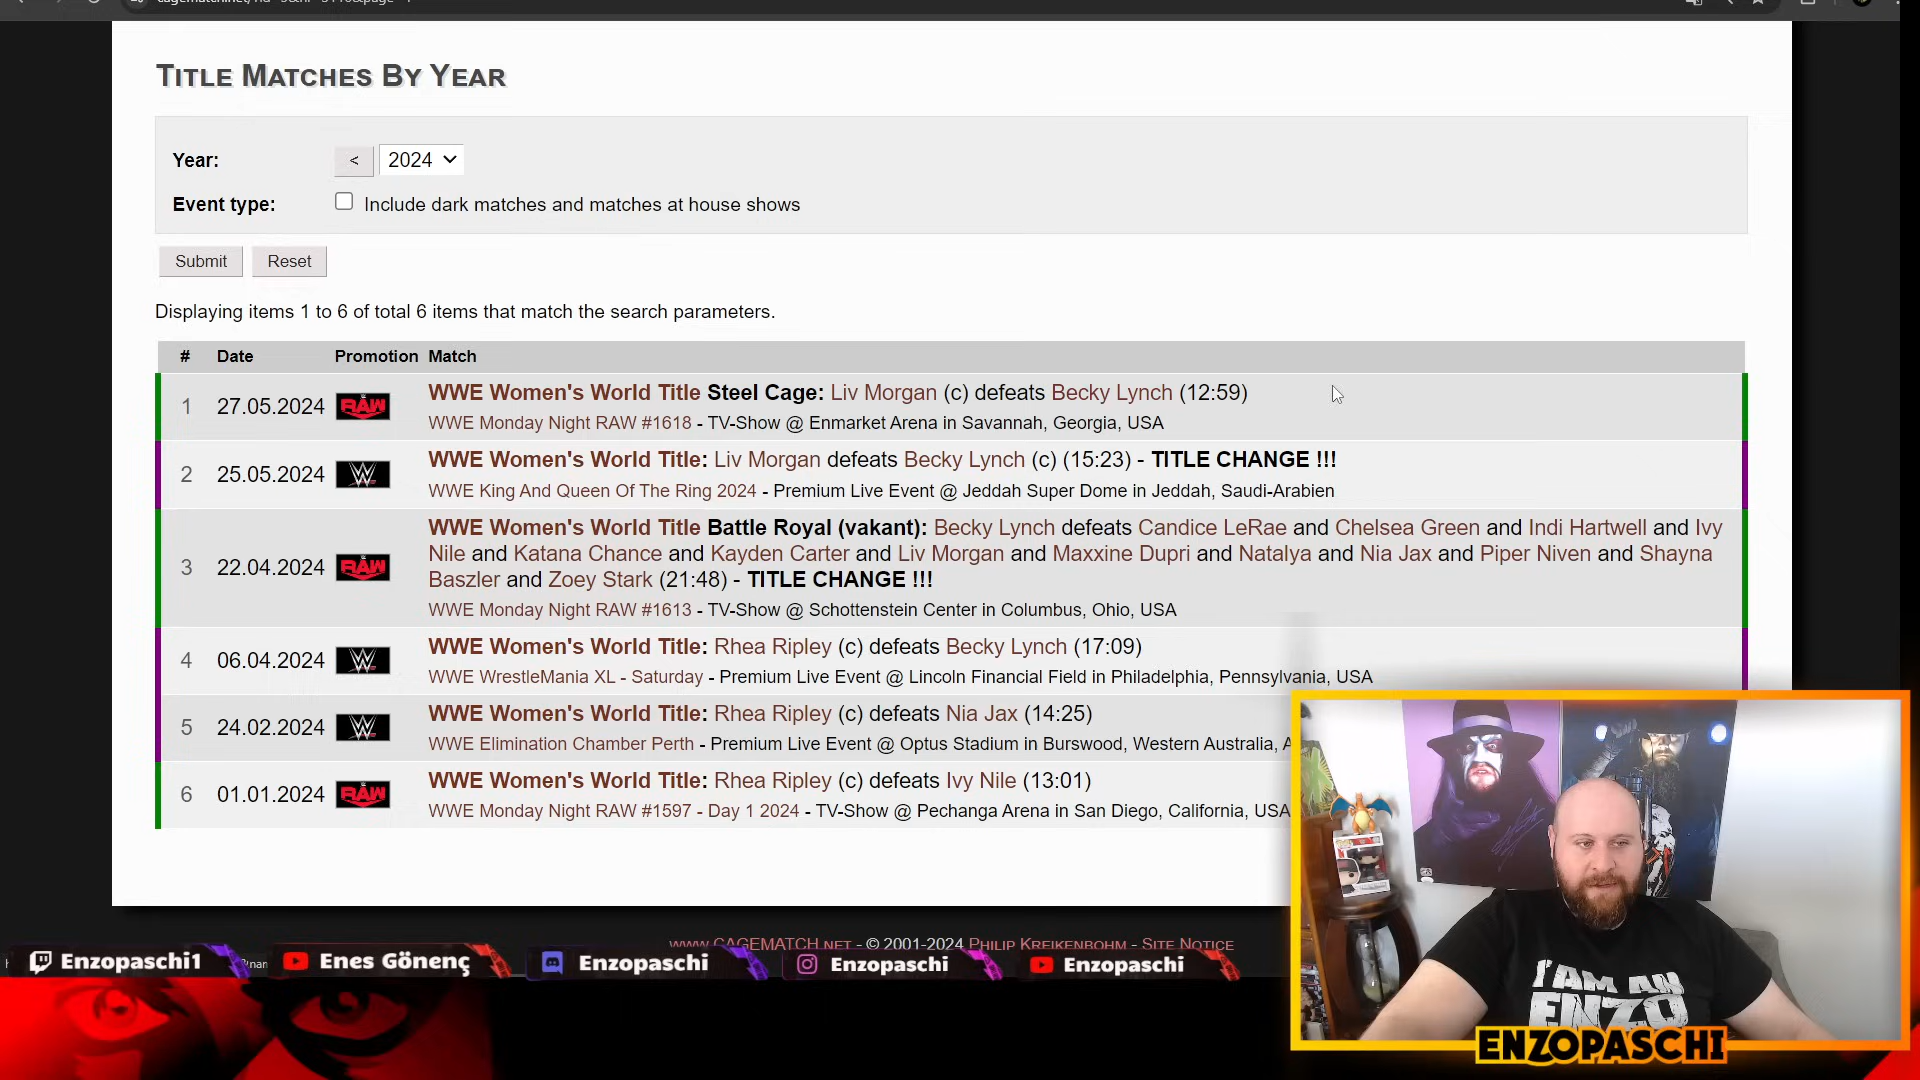 TITLE MATCHES BY YEAR
Year: < 2024
Event type: Include dark matches and matches at house shows
Submit Reset
Displaying items 1 to 6 of total 6 items that match the search parameters.
# Date Promotion Match
1 27.05.2024 RAW WWE Women's World Title Steel Cage: Liv Morgan (c) defeats Becky Lynch (12:59)
WWE Monday Night RAW #1618 - TV-Show @ Enmarket Arena in Savannah, Georgia, USA
2 25.05.2024 W WWE Women's World Title: Liv Morgan defeats Becky Lynch (c) (15:23) - TITLE CHANGE !!!
WWE King And Queen Of The Ring 2024 - Premium Live Event @ Jeddah Super Dome in Jeddah, Saudi-Arabien
WWE Women's World Title Battle Royal (vakant): Becky Lynch defeats Candice LeRae and Chelsea Green and Indi Hartwell and Ivy
3 22.04.2024 RAW Nile and Katana Chance and Kayden Carter and Liv Morgan and Maxxine Dupri and Natalya and Nia Jax and Piper Niven and Shayna
Baszler and Zoey Stark (21:48) - TITLE CHANGE !!!
WWE Monday Night RAW #1613 - TV-Show @ Schottenstein Center in Columbus, Ohio, USA
4 06.04.2024 W WWE Women's World Title: Rhea Ripley (c) defeats Becky Lynch (17:09)
WWE WrestleMania XL - Saturday - Premium Live Event @ Lincoln Financial Field in Philadelphia, Pennsylvania, USA
5 24.02.2024 W WWE Women's World Title: Rhea Ripley (c) defeats Nia Jax (14:25)
WWE Elimination Chamber Perth - Premium Live Event @ Optus Stadium in Burswood, Western Australia, A
6 01.01.2024 RAW WWE Women's World Title: Rhea Ripley (c) defeats Ivy Nile (13:01)
WWE Monday Night RAW #1597 - Day 1 2024 - TV-Show @ Pechanga Arena in San Diego, California, USA
WWW.CAGEMATCH.NET - © 2001-2024 PHILIP KREIKENBOHM - SITE NOTICE
Enzopaschi1 Enes Gönenç Enzopaschi Enzopaschi Enzopaschi
I AM AN
ENZO
ENZOPASCHI